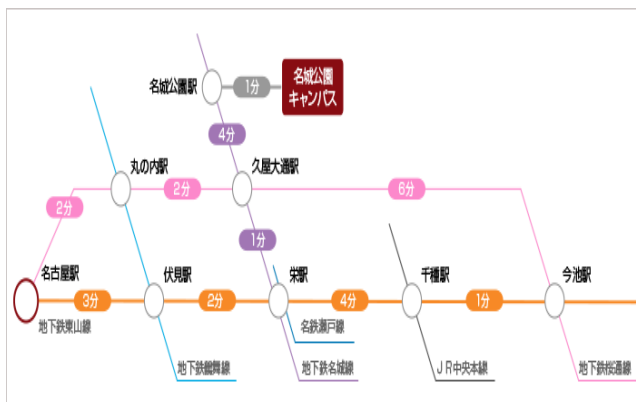 名城公園駅
1分
名城公園
キャンパス
4分
丸の内駅
久屋大通駅
2分
2分
6分
1分
名古屋駅
伏見駅
栄駅
千種駅
今池駅
3分
2分
4分
1分
地下鉄東山線
名鉄瀬戸線
地下鉄鶴舞線
地下鉄名城線
JR中央本線
地下鉄桜通線